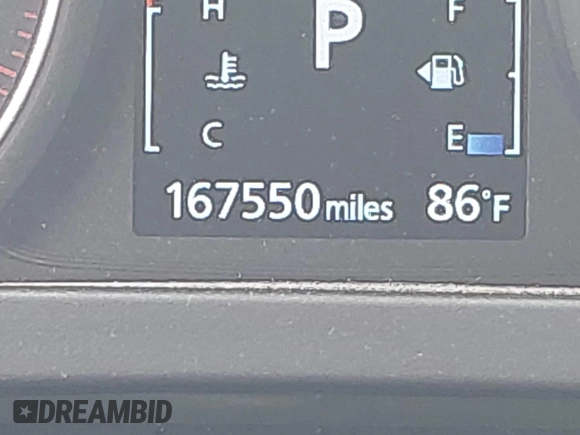 H F
P
C E
167550 miles 86°F
DREAMBID